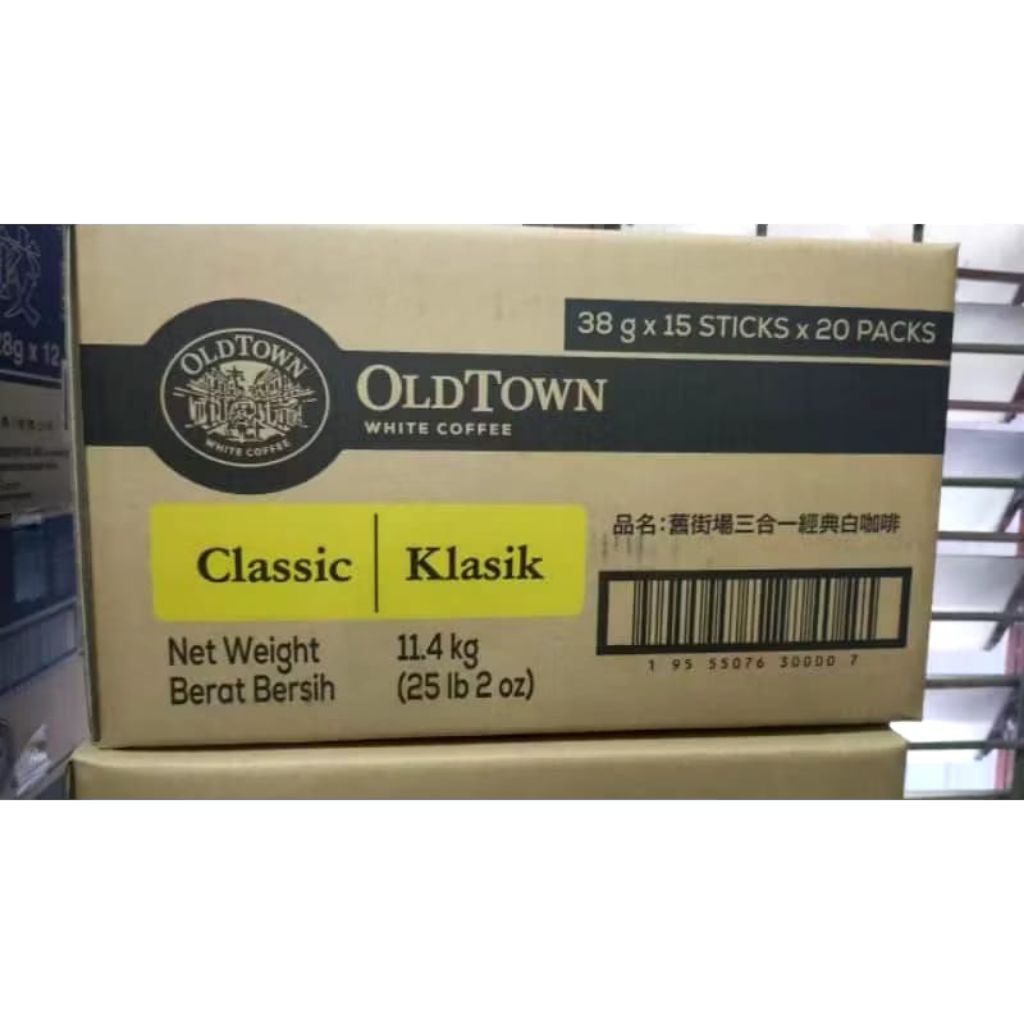 38 g x 15 STICKS x 20 PACKS
OLDTOWN
WHITE COFFEE
OLDTOWN
WHITE COFFEE
Classic | Klasik
品名:舊街場三合一經典白咖啡
Net Weight 11.4 kg
Berat Bersih (25 lb 2 oz)
1 95 55076 30000 7
28g x 12